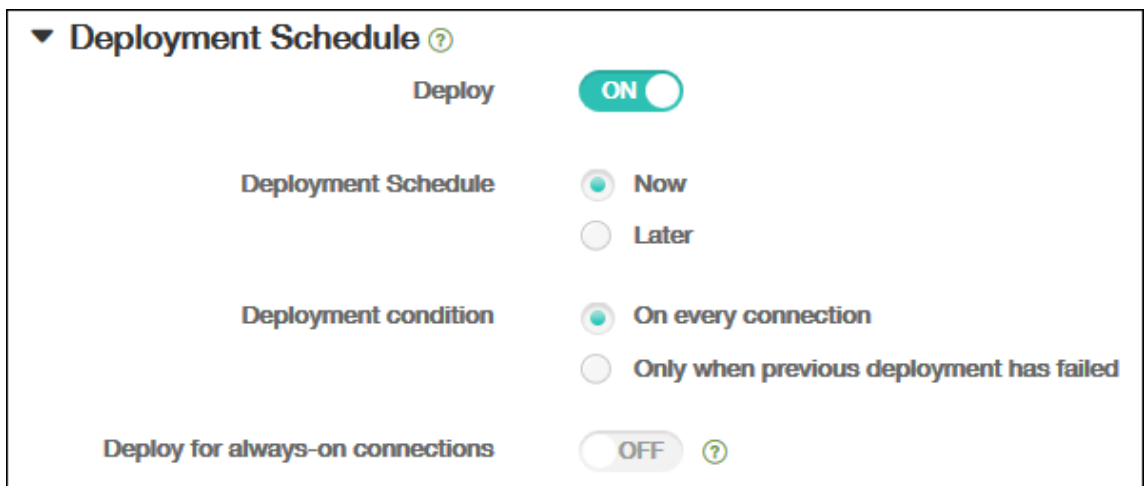 Deployment Schedule ?
Deploy ON
Deployment Schedule Now
Later
Deployment condition On every connection
Only when previous deployment has failed
Deploy for always-on connections OFF ?